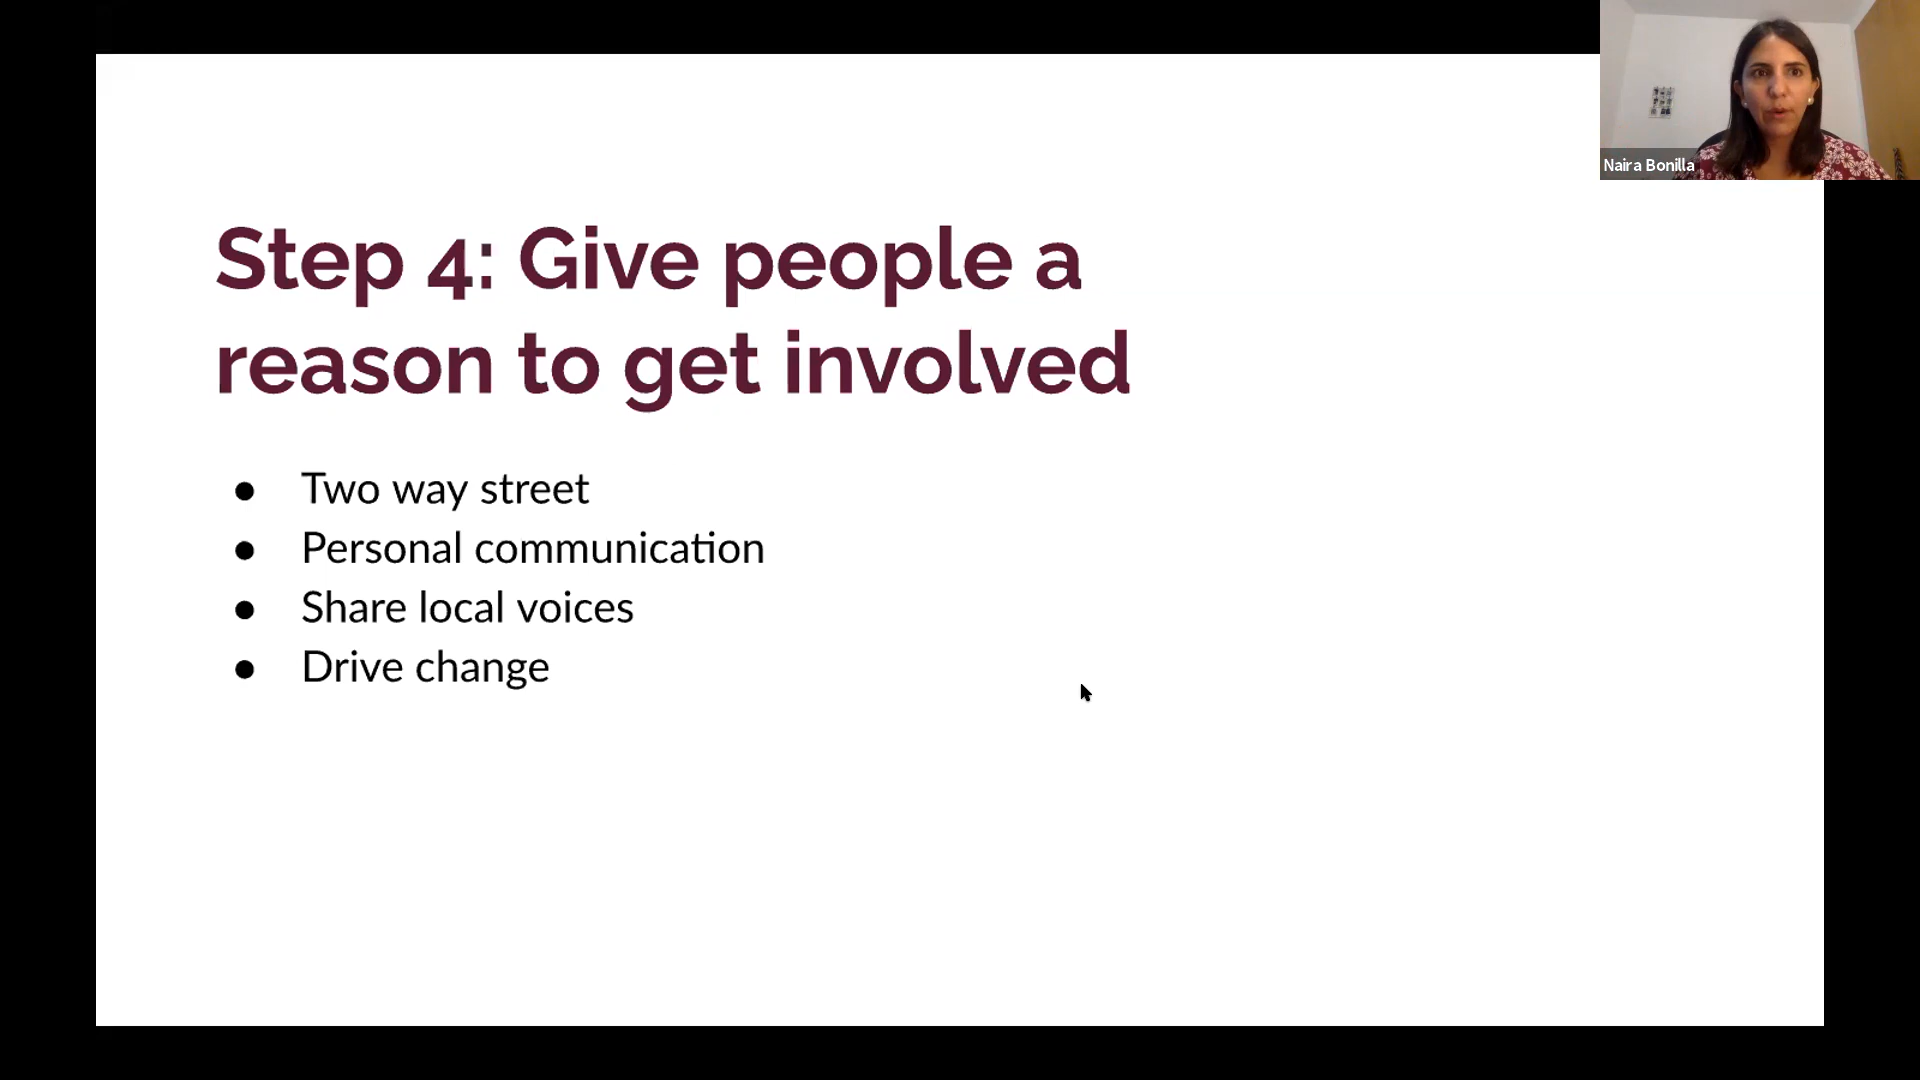 Naira Bonilla
Step 4: Give people a
reason to get involved
● Two way street
● Personal communication
● Share local voices
● Drive change